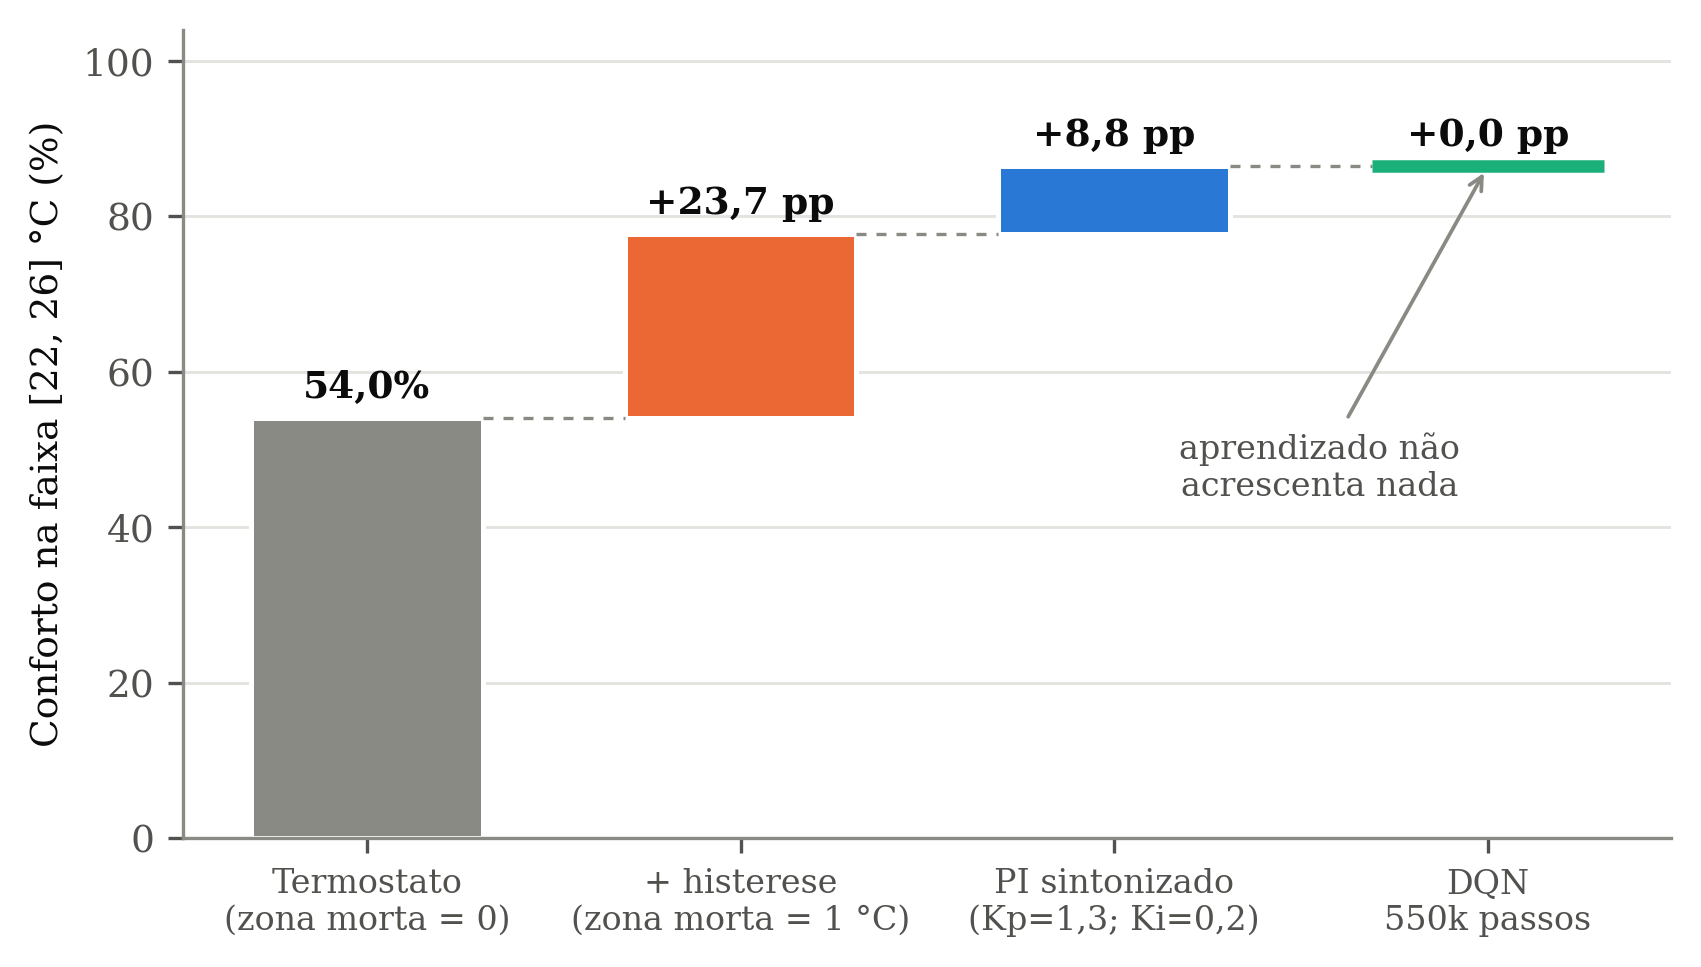 Conforto na faixa [22, 26] °C (%)
100
80
60
40
20
0
54,0%
+23,7 pp
+8,8 pp
+0,0 pp
aprendizado não
acrescenta nada
Termostato
(zona morta = 0)
+ histerese
(zona morta = 1 °C)
PI sintonizado
(Kp=1,3; Ki=0,2)
DQN
550k passos